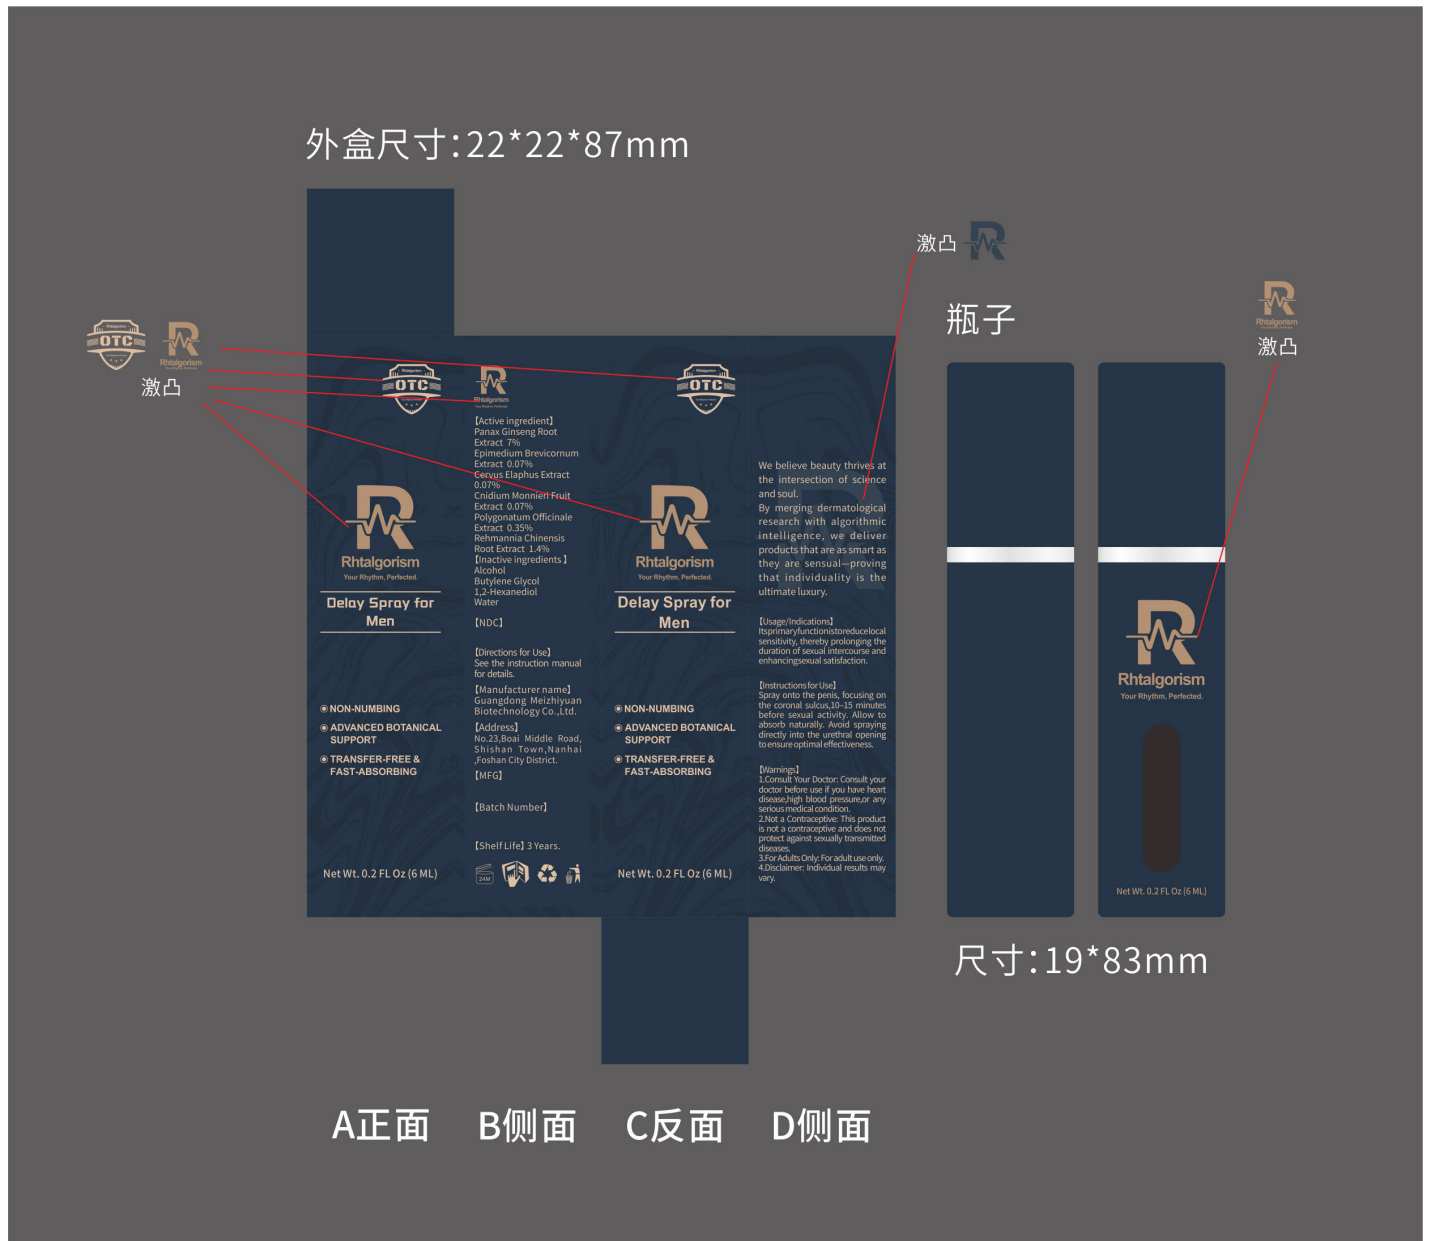 外盒尺寸:22*22*87mm
激凸
瓶子
激凸
OTC
Rhtalgorism
激凸
Rhtalgorism
OTC
Rhtalgorism
Your Rhythm, Perfected.
Delay Spray for
Men
NON-NUMBING
ADVANCED BOTANICAL
SUPPORT
TRANSFER-FREE &
FAST-ABSORBING
Net Wt. 0.2 FL Oz (6 ML)
Rhtalgorism
Your Rhythm, Perfected.
【Active ingredient】
Panax Ginseng Root
Extract 7%
Epimedium Brevicornum
Extract 0.07%
Cervus Elaphus Extract
0.07%
Cnidium Monnieri Fruit
Extract 0.07%
Polygonatum Officinale
Extract 0.35%
Rehmannia Chinensis
Root Extract 1.4%
【Inactive ingredients】
Alcohol
Butylene Glycol
1,2-Hexanediol
Water
【NDC】
【Directions for Use】
See the instruction manual
for details.
【Manufacturer name】
Guangdong Meizhiyuan
Biotechnology Co.,Ltd.
【Address】
No.23,Boai Middle Road,
Shishan Town,Nanhai
,Foshan City District.
【MFG】
【Batch Number】
【Shelf Life】3 Years.
24M
OTC
Rhtalgorism
Your Rhythm, Perfected.
Delay Spray for
Men
NON-NUMBING
ADVANCED BOTANICAL
SUPPORT
TRANSFER-FREE &
FAST-ABSORBING
Net Wt. 0.2 FL Oz (6 ML)
We believe beauty thrives at
the intersection of science
and soul.
By merging dermatological
research with algorithmic
intelligence, we deliver
products that are as smart as
they are sensual—proving
that individuality is the
ultimate luxury.
【Usage/Indications】
Itsprimaryfunctionistoreducelocal
sensitivity, thereby prolonging the
duration of sexual intercourse and
enhancingsexual satisfaction.
【Instructions for Use】
Spray onto the penis, focusing on
the coronal sulcus,10–15 minutes
before sexual activity. Allow to
absorb naturally. Avoid spraying
directly into the urethral opening
to ensure optimal effectiveness.
【Warnings】
1.Consult Your Doctor: Consult your
doctor before use if you have heart
disease,high blood pressure,or any
serious medical condition.
2.Not a Contraceptive: This product
is not a contraceptive and does not
protect against sexually transmitted
diseases.
3.For Adults Only: For adult use only.
4.Disclaimer: Individual results may
vary.
Rhtalgorism
Your Rhythm, Perfected.
Net Wt. 0.2 FL Oz (6 ML)
尺寸:19*83mm
A正面
B侧面
C反面
D侧面